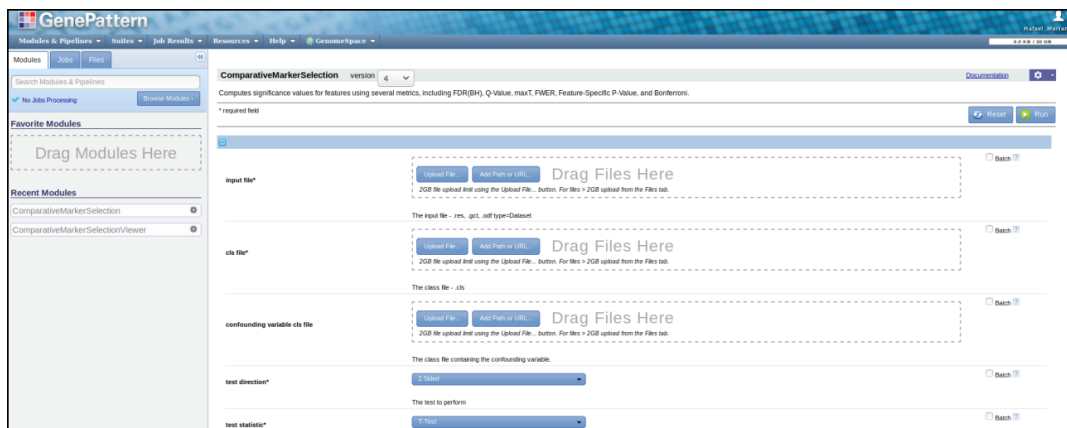 GenePattern
Modules & Pipelines Suites Job Results Resources Help GenomeSpace
Modules Jobs Files
Search Modules & Pipelines
No Jobs Processing Browse Modules
Favorite Modules
Drag Modules Here
Recent Modules
ComparativeMarkerSelection
ComparativeMarkerSelectionViewer
ComparativeMarkerSelection version 4 Documentation
Computes significance values for features using several metrics, including FDR(BH), Q-Value, maxT, FWER, Feature-Specific P-Value, and Bonferroni.
* required field Reset Run
Batch ?
input file* Upload File... Add Path or URL... Drag Files Here
2GB file upload limit using the Upload File... button. For files > 2GB upload from the Files tab.
The input file - .res, .gct, .odf type=Dataset
Batch ?
cls file* Upload File... Add Path or URL... Drag Files Here
2GB file upload limit using the Upload File... button. For files > 2GB upload from the Files tab.
The class file - .cls
Batch ?
confounding variable cls file Upload File... Add Path or URL... Drag Files Here
2GB file upload limit using the Upload File... button. For files > 2GB upload from the Files tab.
The class file containing the confounding variable.
test direction* 2 Sided Batch ?
The test to perform
test statistic* T-Test Batch ?